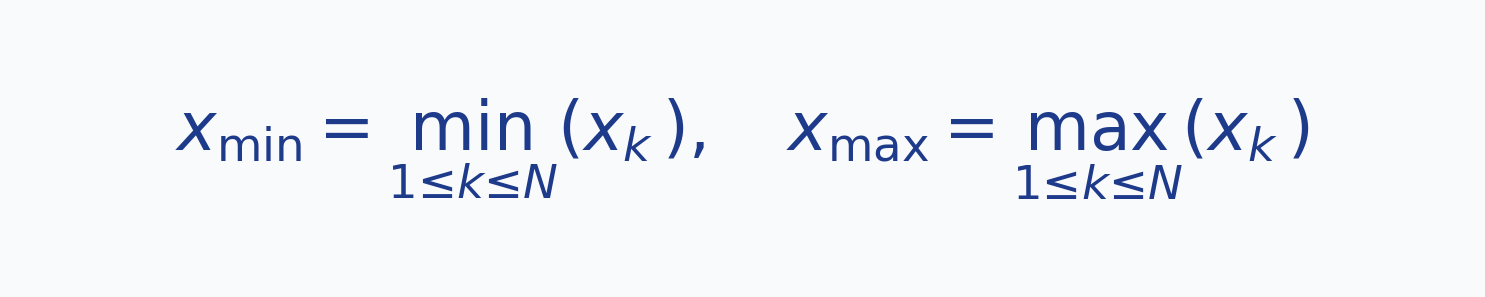 x_min = min_{1≤k≤N} (x_k), x_max = max_{1≤k≤N} (x_k)